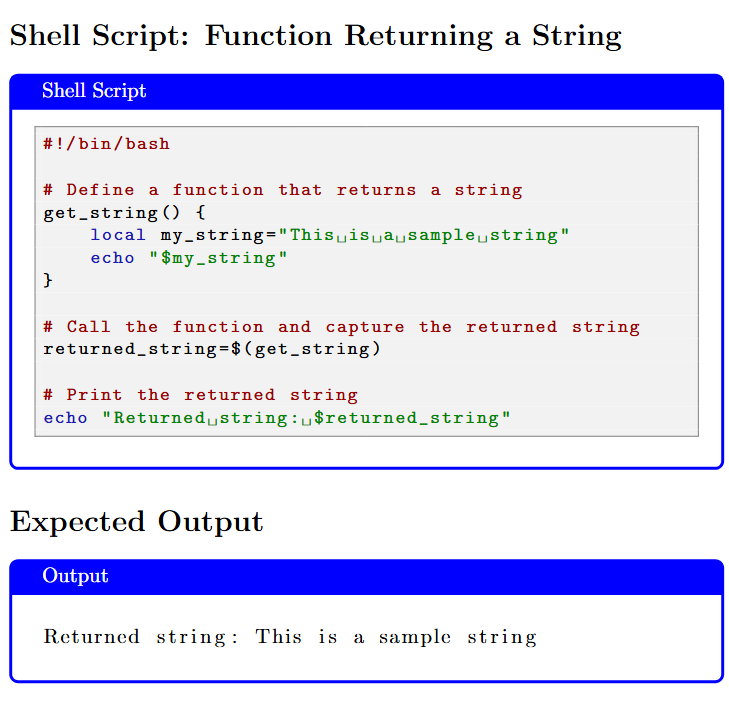 Shell Script: Function Returning a String
Shell Script
#!/bin/bash
# Define a function that returns a string
get_string() {
    local my_string="This␣is␣a␣sample␣string"
    echo "$my_string"
}
# Call the function and capture the returned string
returned_string=$(get_string)
# Print the returned string
echo "Returned␣string:␣$returned_string"
Expected Output
Output
Returned string: This is a sample string